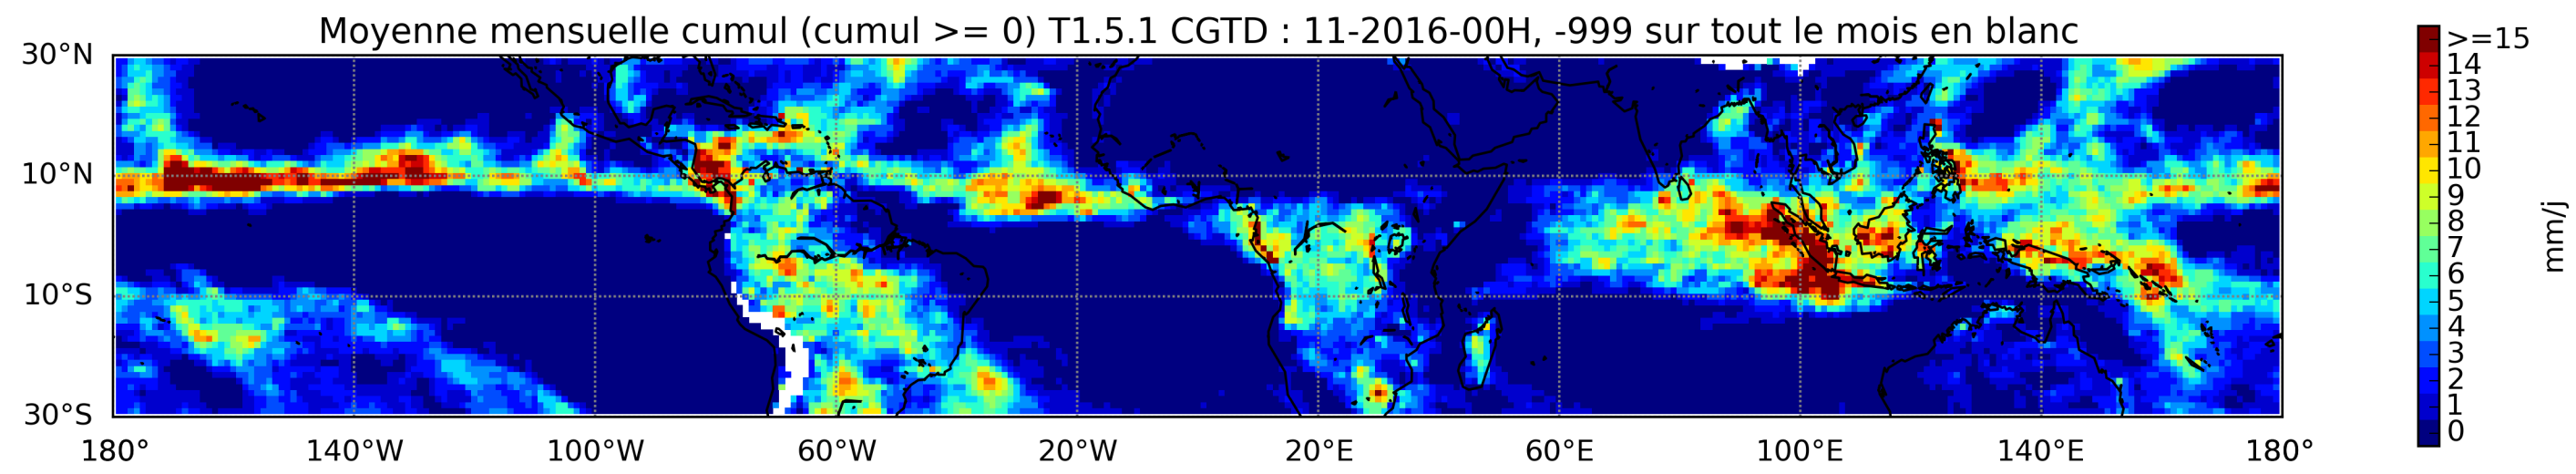 Moyenne mensuelle cumul (cumul >= 0) T1.5.1 CGTD : 11-2016-00H, -999 sur tout le mois en blanc
30°N
10°N
10°S
30°S
180° 140°W 100°W 60°W 20°W 20°E 60°E 100°E 140°E 180°
>=15
14
13
12
11
10
9
8
7
6
5
4
3
2
1
0
mm/j